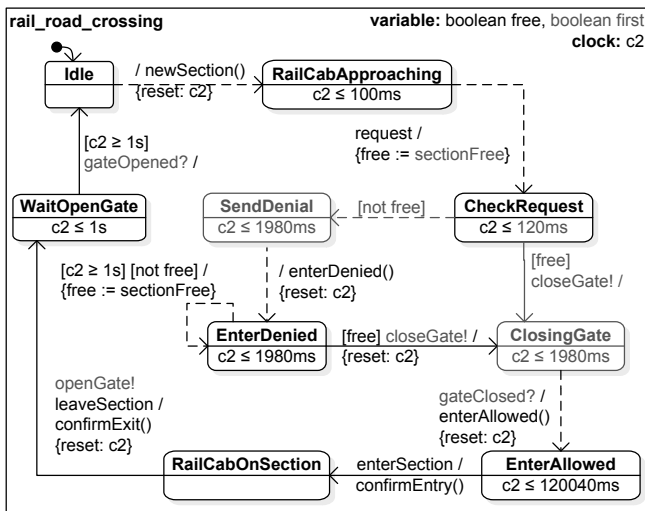 rail_road_crossing
variable: boolean free, boolean first
clock: c2
Idle
/ newSection()
{reset: c2}
RailCabApproaching
c2 ≤ 100ms
request /
{free := sectionFree}
[c2 ≥ 1s]
gateOpened? /
WaitOpenGate
c2 ≤ 1s
SendDenial
c2 ≤ 1980ms
[not free]
CheckRequest
c2 ≤ 120ms
[c2 ≥ 1s] [not free] /
{free := sectionFree}
/ enterDenied()
{reset: c2}
[free]
closeGate! /
EnterDenied
c2 ≤ 1980ms
[free] closeGate! /
{reset: c2}
ClosingGate
c2 ≤ 1980ms
openGate!
leaveSection /
confirmExit()
{reset: c2}
gateClosed? /
enterAllowed()
{reset: c2}
RailCabOnSection
enterSection /
confirmEntry()
EnterAllowed
c2 ≤ 120040ms